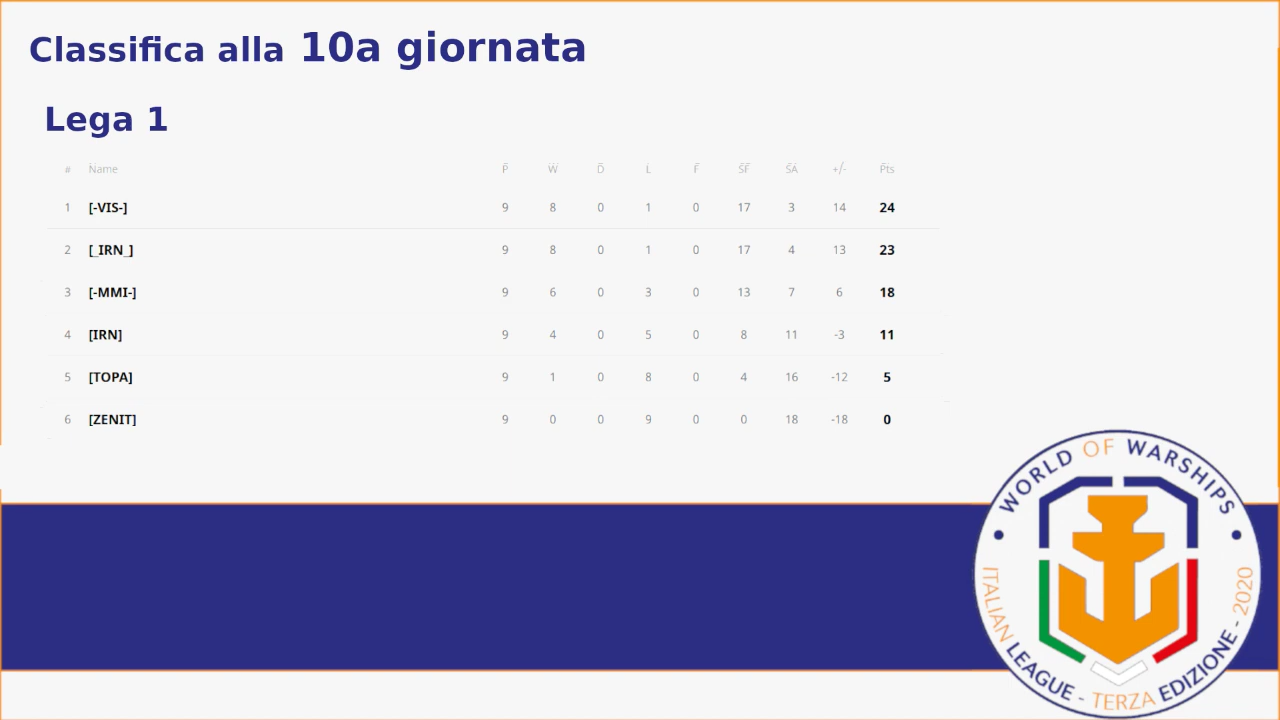 Classifica alla 10a giornata
Lega 1
# Name P W D L F SF SA +/- Pts
1 [-VIS-] 9 8 0 1 0 17 3 14 24
2 [_IRN_] 9 8 0 1 0 17 4 13 23
3 [-MMI-] 9 6 0 3 0 13 7 6 18
4 [IRN] 9 4 0 5 0 8 11 -3 11
5 [TOPA] 9 1 0 8 0 4 16 -12 5
6 [ZENIT] 9 0 0 9 0 0 18 -18 0
• WORLD OF WARSHIPS •
ITALIAN LEAGUE - TERZA EDIZIONE - 2020